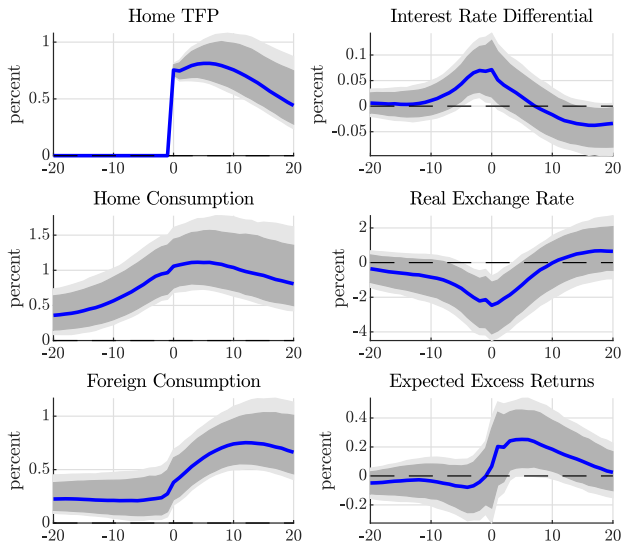 Home TFP
percent
1
0.5
0
-20 -10 0 10 20
Interest Rate Differential
percent
0.1
0.05
0
-0.05
-20 -10 0 10 20
Home Consumption
percent
1.5
1
0.5
0
-20 -10 0 10 20
Real Exchange Rate
percent
2
0
-2
-4
-20 -10 0 10 20
Foreign Consumption
percent
1
0.5
0
-20 -10 0 10 20
Expected Excess Returns
percent
0.4
0.2
0
-0.2
-20 -10 0 10 20